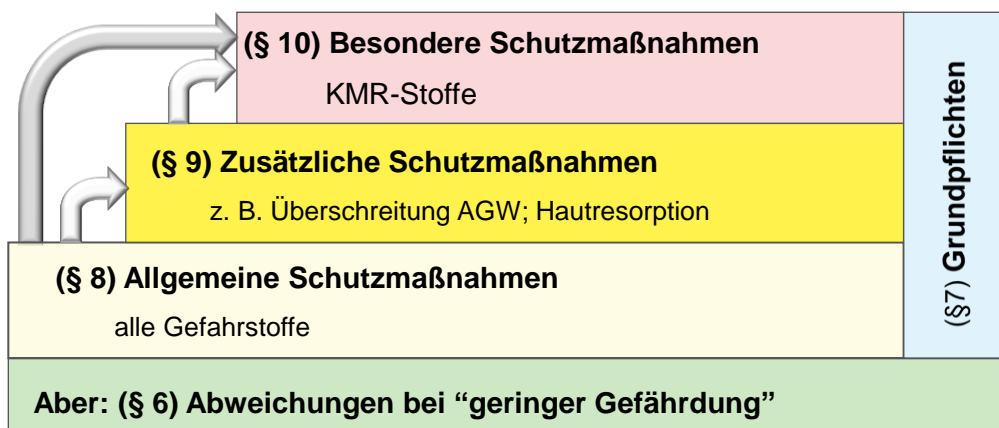 (§ 10) Besondere Schutzmaßnahmen
KMR-Stoffe
(§ 9) Zusätzliche Schutzmaßnahmen
z. B. Überschreitung AGW; Hautresorption
(§ 8) Allgemeine Schutzmaßnahmen
alle Gefahrstoffe
(§7) Grundpflichten
Aber: (§ 6) Abweichungen bei “geringer Gefährdung”